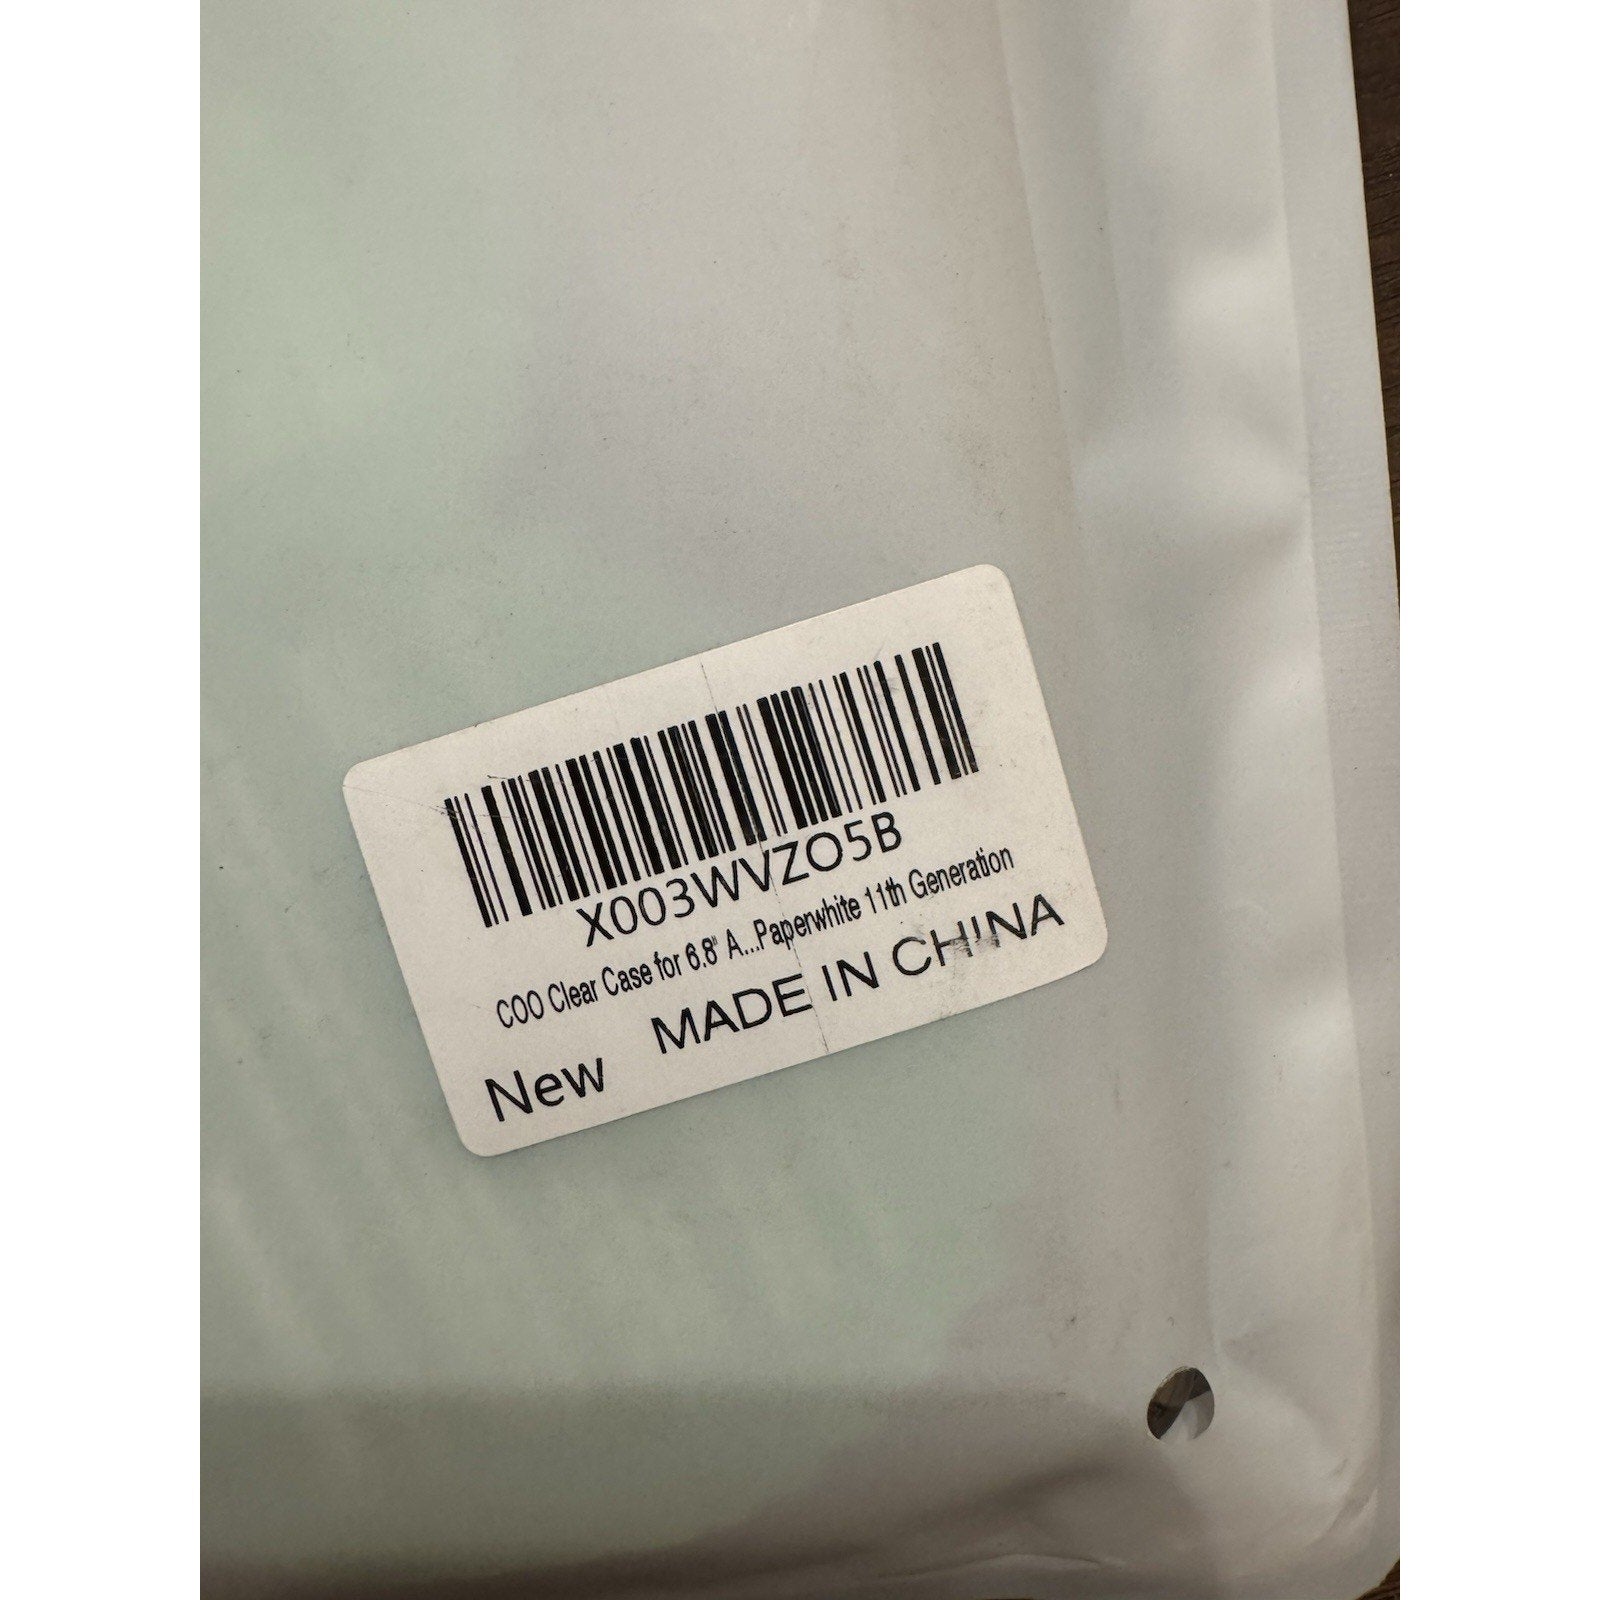 X003WVZO5B
COO Clear Case for 6.8" A...Paperwhite 11th Generation
MADE IN CHINA
New